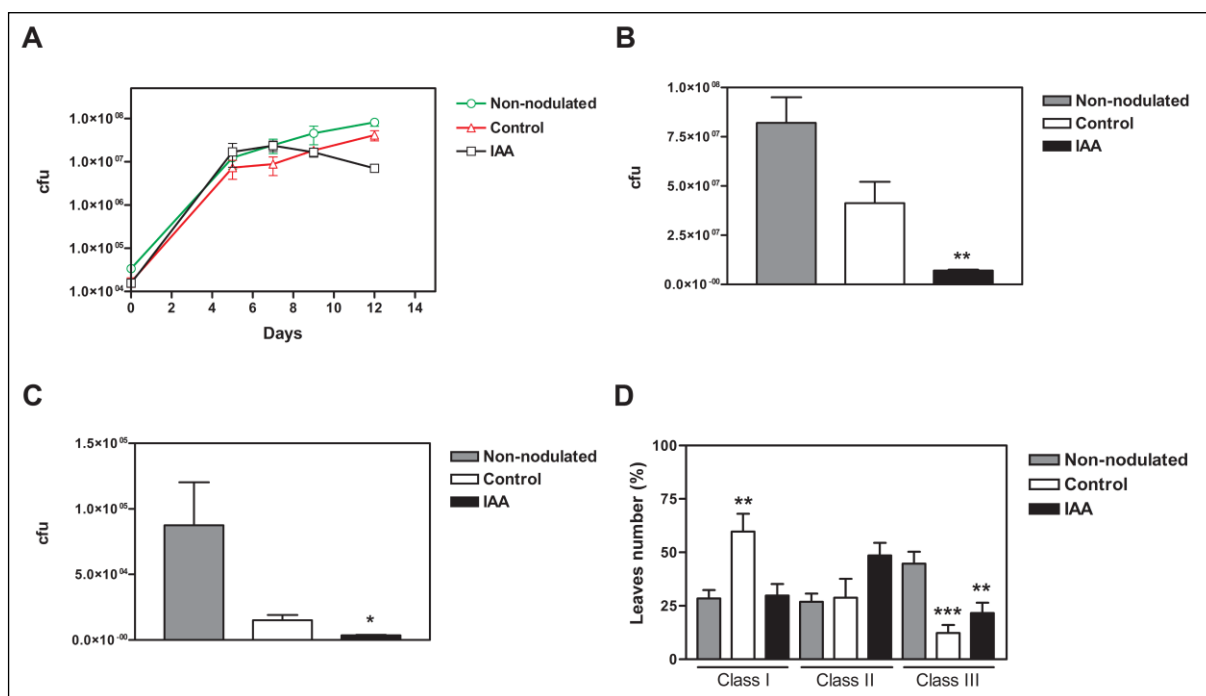 A
1.0×10⁰⁸
1.0×10⁰⁷
1.0×10⁰⁶
1.0×10⁰⁵
1.0×10⁰⁴
cfu
0 2 4 6 8 10 12 14
Days
Non-nodulated
Control
IAA
B
1.0×10⁰⁸
7.5×10⁰⁷
5.0×10⁰⁷
2.5×10⁰⁷
0.0×10⁻⁰⁰
cfu
**
Non-nodulated
Control
IAA
C
1.5×10⁰⁵
1.0×10⁰⁵
5.0×10⁰⁴
0.0×10⁻⁰⁰
cfu
*
Non-nodulated
Control
IAA
D
100
75
50
25
0
Leaves number (%)
**
***
**
Class I Class II Class III
Non-nodulated
Control
IAA